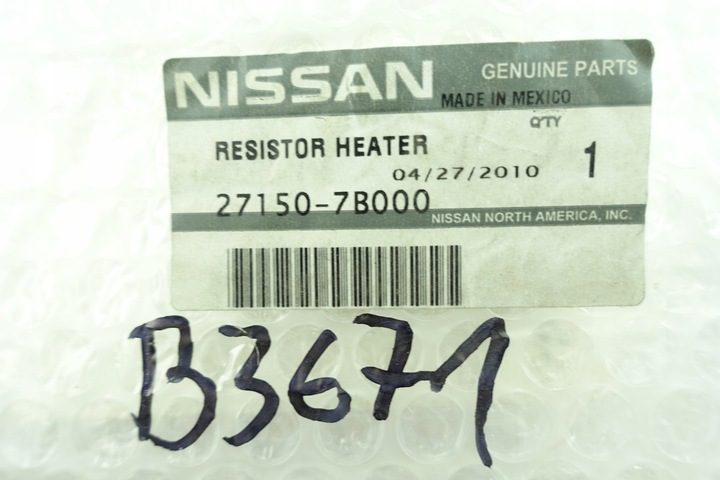 NISSAN GENUINE PARTS
MADE IN MEXICO
Q'TY
RESISTOR HEATER
04/27/2010 1
27150-7B000
NISSAN NORTH AMERICA, INC.
B3671